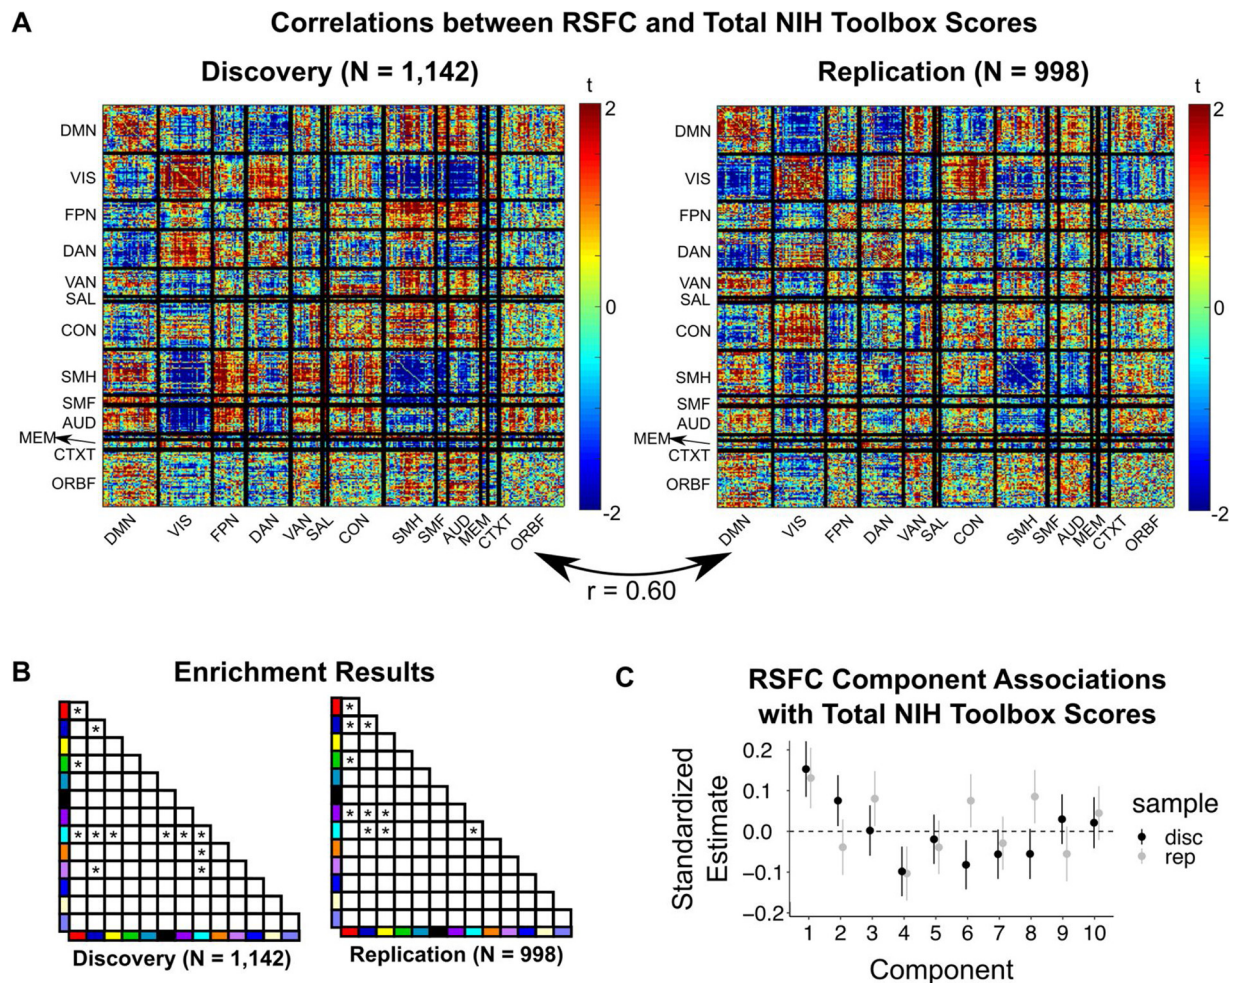 A
Correlations between RSFC and Total NIH Toolbox Scores
Discovery (N = 1,142)
t
2
0
-2
DMN
VIS
FPN
DAN
VAN
SAL
CON
SMH
SMF
AUD
MEM
CTXT
ORBF
DMN
VIS
FPN
DAN
VAN
SAL
CON
SMH
SMF
AUD
MEM
CTXT
ORBF
Replication (N = 998)
t
2
0
-2
DMN
VIS
FPN
DAN
VAN
SAL
CON
SMH
SMF
AUD
MEM
CTXT
ORBF
DMN
VIS
FPN
DAN
VAN
SAL
CON
SMH
SMF
AUD
MEM
CTXT
ORBF
r = 0.60
B
Enrichment Results
*
*
*
* * * * * *
*
* *
Discovery (N = 1,142)
*
* *
*
* * *
* * *
Replication (N = 998)
C
RSFC Component Associations
with Total NIH Toolbox Scores
Standardized
Estimate
0.2
0.1
0.0
−0.1
−0.2
1 2 3 4 5 6 7 8 9 10
Component
sample
disc
rep